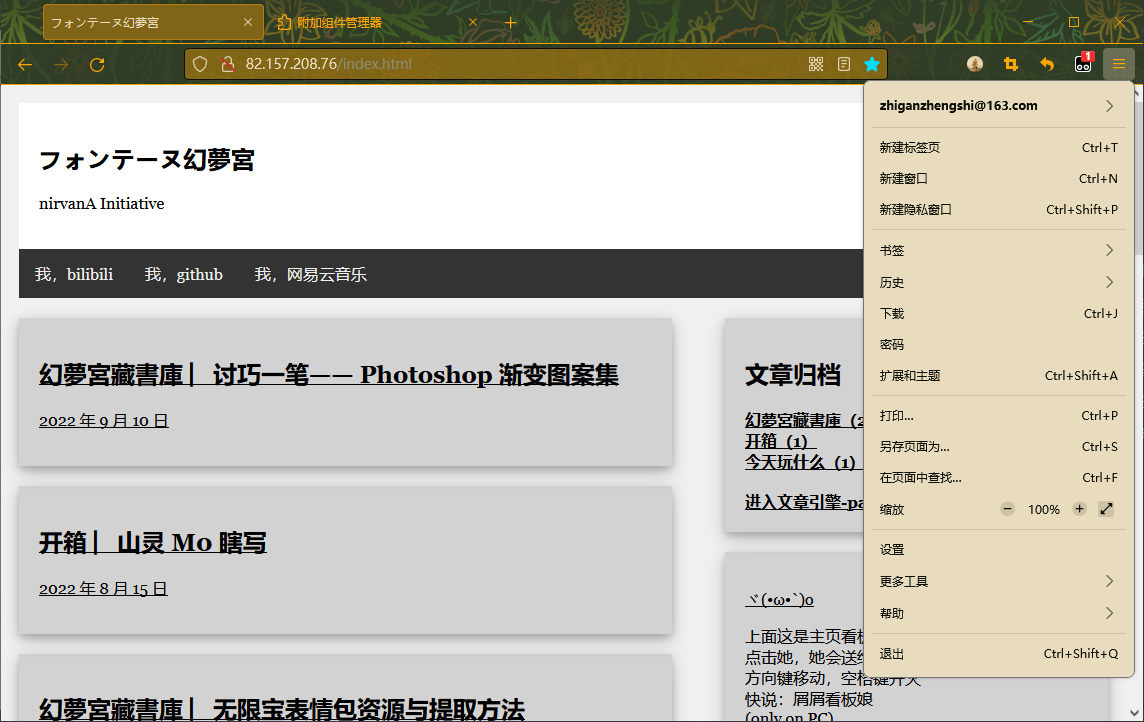 フォンテーヌ幻夢宮
附加组件管理器
82.157.208.76/index.html
1
フォンテーヌ幻夢宮
nirvanA Initiative
我，bilibili 我，github 我，网易云音乐
幻夢宮藏書庫 ▏讨巧一笔—— Photoshop 渐变图案集
2022 年 9 月 10 日
开箱 ▏山灵 Mo 瞎写
2022 年 8 月 15 日
幻夢宮藏書庫 ▏无限宝表情包资源与提取方法
文章归档
幻夢宮藏書庫（2
开箱（1）
今天玩什么（1）
进入文章引擎-pa
ヾ(•ω•`)o
上面这是主页看板
点击她，她会送给
方向键移动，空格键开火
快说：屑屑看板娘
(only on PC)
zhiganzhengshi@163.com
新建标签页 Ctrl+T
新建窗口 Ctrl+N
新建隐私窗口 Ctrl+Shift+P
书签
历史
下载 Ctrl+J
密码
扩展和主题 Ctrl+Shift+A
打印... Ctrl+P
另存页面为... Ctrl+S
在页面中查找... Ctrl+F
缩放 − 100% +
设置
更多工具
帮助
退出 Ctrl+Shift+Q